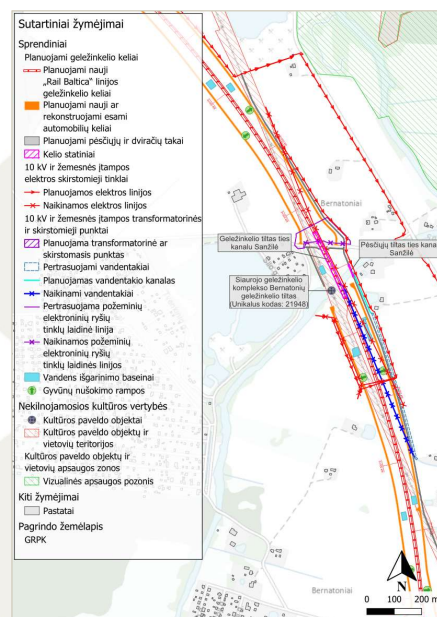 Sutartiniai žymėjimai
Sprendiniai
Planuojami geležinkelio keliai
Planuojami nauji
„Rail Baltica" linijos
geležinkelio keliai
Planuojami nauji ar
rekonstruojami esami
automobilių keliai
Planuojami pėsčiųjų ir dviračių takai
Kelio statiniai
10 kV ir žemesnės įtampos
elektros skirstomieji tinklai
Planuojamos elektros linijos
Naikinamos elektros linijos
10 kV ir žemesnės įtampos transformatorinės
ir skirstomieji punktai
Planuojama transformatorinė ar
skirstomasis punktas
Pertrasuojami vandentakiai
Planuojamas vandentakio kanalas
Naikinami vandentakiai
Pertrasuojama požeminių
elektroninių ryšių
tinklų laidinė linija
Naikinamos požeminių
elektroninių ryšių
tinklų laidinės linijos
Vandens išgarinimo baseinai
Gyvūnų nušokimo rampos
Nekilnojamosios kultūros vertybės
Kultūros paveldo objektai
Kultūros paveldo objektų ir
vietovių teritorijos
Kultūros paveldo objektų ir
vietovių apsaugos zonos
Vizualinės apsaugos pozonis
Kiti žymėjimai
Pastatai
Pagrindo žemėlapis
GRPK
Bernatoniai
Geležinkelio tiltas ties
kanalu Sanžilė
Pėsčiųjų tiltas ties kana
Sanžilė
Siaurojo geležinkelio
komplekso Bernatonių
geležinkelio tiltas
(Unikalus kodas: 21948)
Bernatoniai
N
0 100 200 m